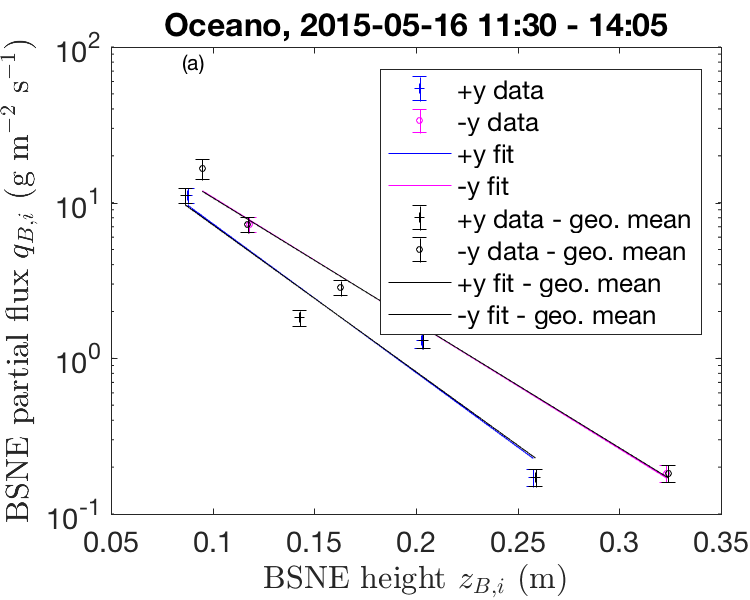 Oceano, 2015-05-16 11:30 - 14:05
(a)
+y data
-y data
+y fit
-y fit
+y data - geo. mean
-y data - geo. mean
+y fit - geo. mean
-y fit - geo. mean
BSNE partial flux q_{B,i} (g m^{-2} s^{-1})
10^2
10^1
10^0
10^{-1}
0.05 0.1 0.15 0.2 0.25 0.3 0.35
BSNE height z_{B,i} (m)